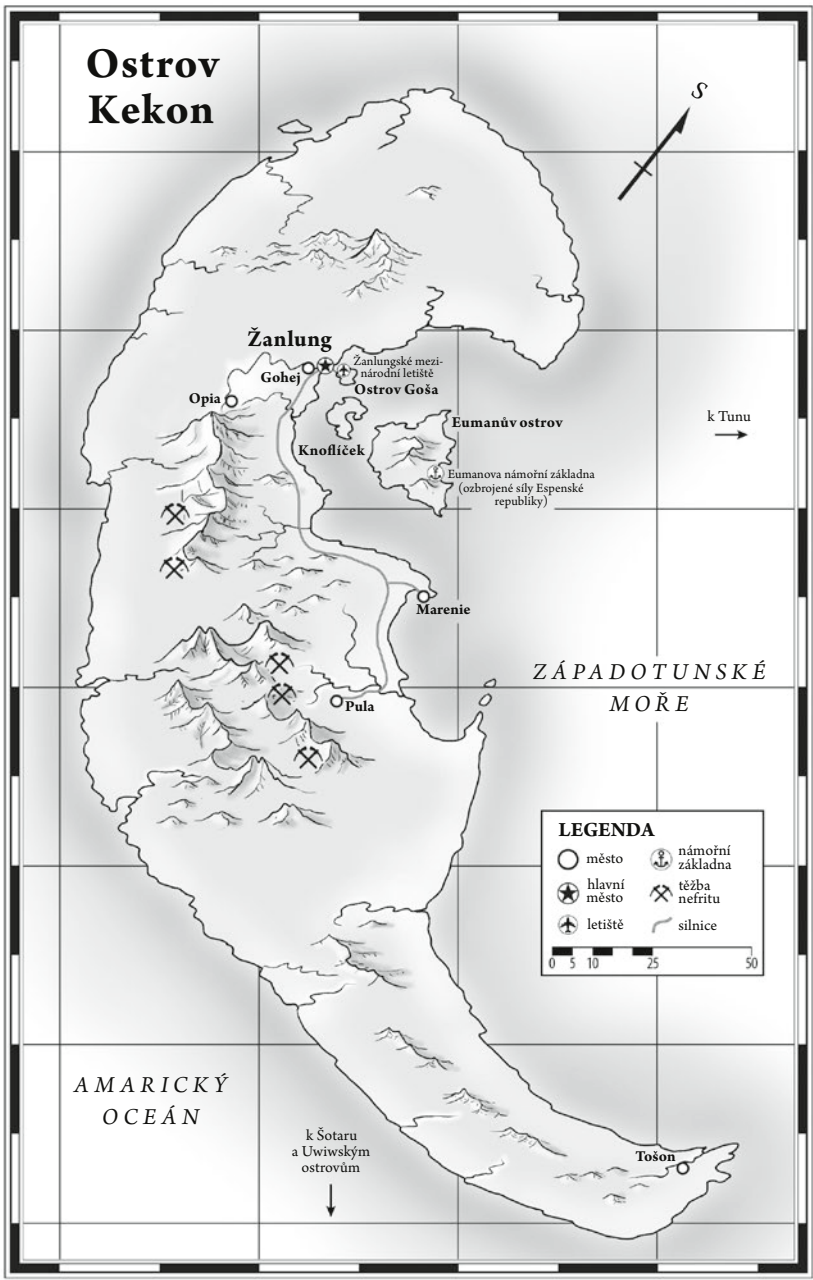 Ostrov
Kekon
S
Žanlung
Žanlungské mezi-
národní letiště
Gohej
Ostrov Goša
Opia
k Tunu
Eumanův ostrov
Knoflíček
Eumanova námořní základna
(ozbrojené síly Espenské
republiky)
Marenie
ZÁPADOTUNSKÉ
MOŘE
Pula
LEGENDA
město
námořní
základna
hlavní
město
těžba
nefritu
letiště
silnice
0 5 10 25 50
AMARICKÝ
OCEÁN
k Šotaru
a Uwiwským
ostrovům
Tošon